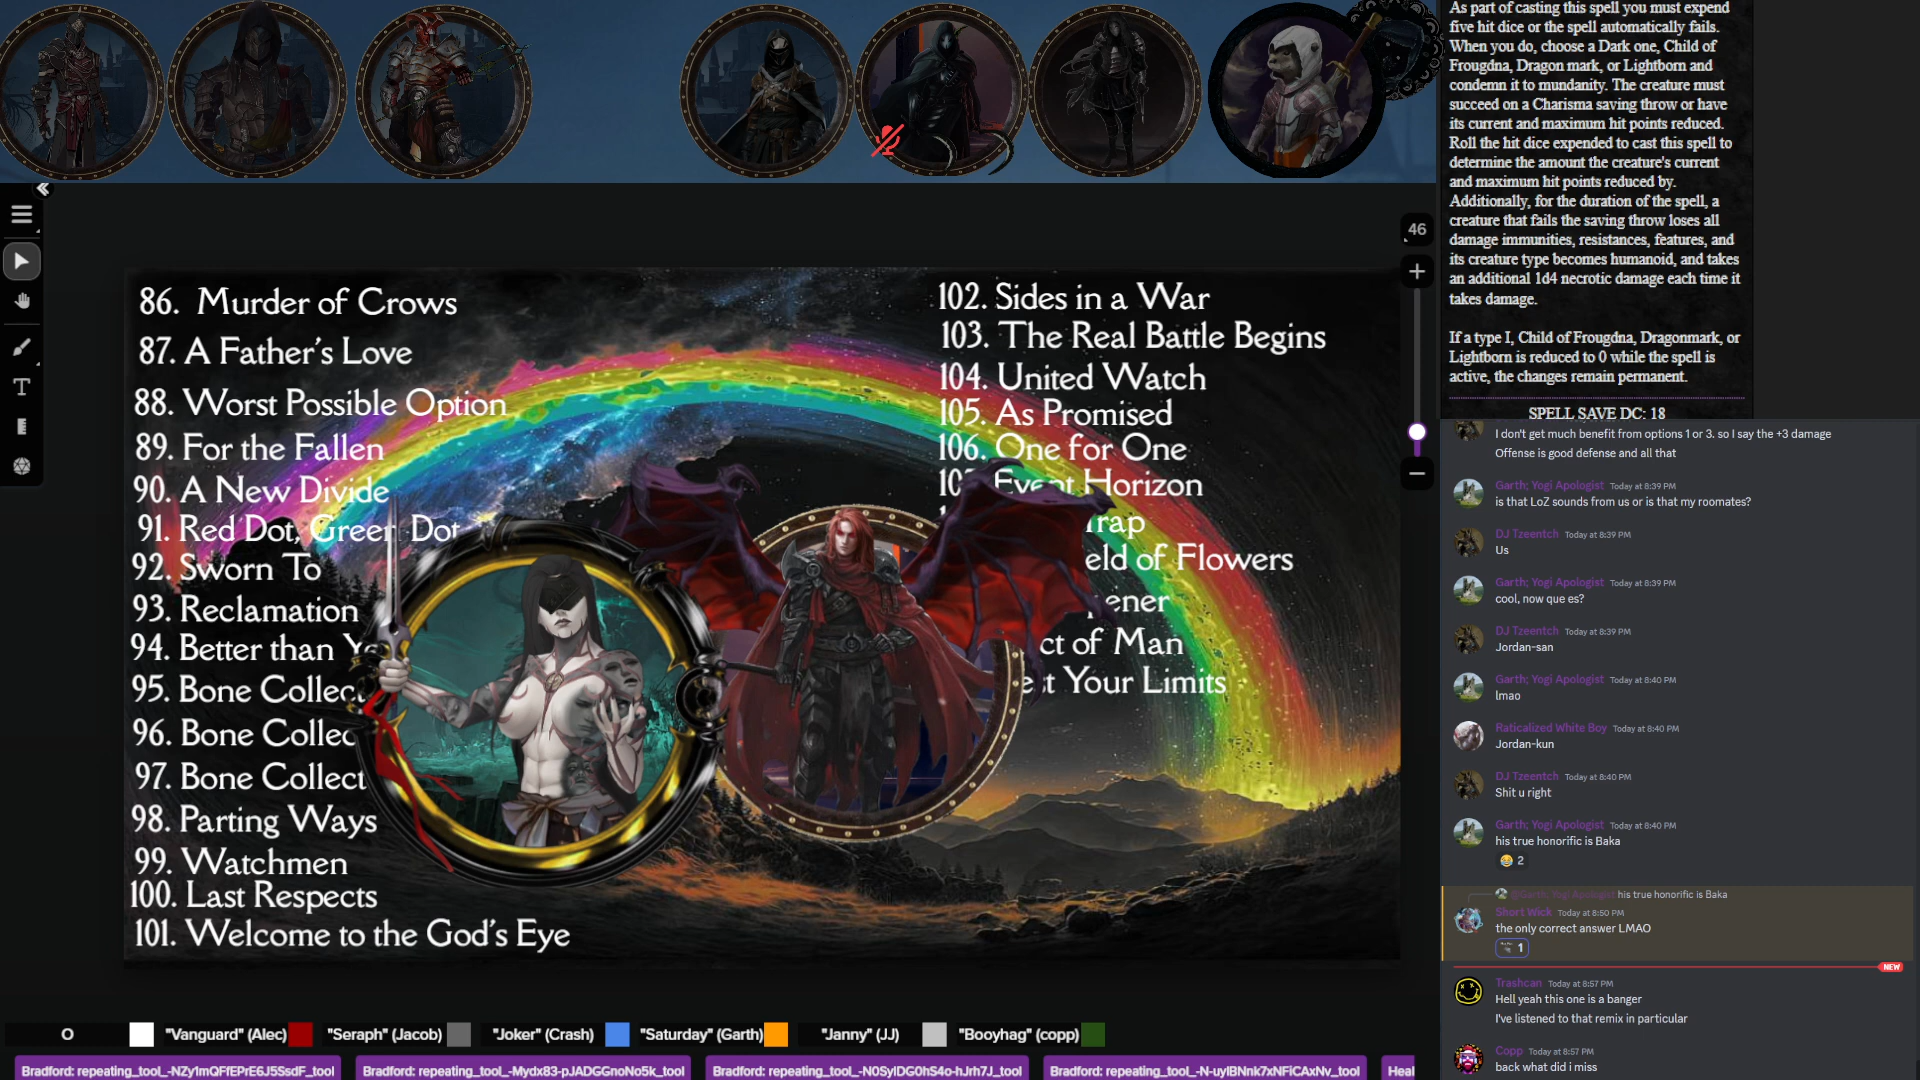 As part of casting this spell you must expend
five hit dice or the spell automatically fails.
When you do, choose a Dark one, Child of
Frougdna, Dragon mark, or Lightborn and
condemn it to mundanity. The creature must
succeed on a Charisma saving throw or have
its current and maximum hit points reduced.
Roll the hit dice expended to cast this spell to
determine the amount the creature's current
and maximum hit points reduced by.
Additionally, for the duration of the spell, a
creature that fails the saving throw loses all
damage immunities, resistances, features, and
its creature type becomes humanoid, and takes
an additional 1d4 necrotic damage each time it
takes damage.
If a type I, Child of Frougdna, Dragonmark, or
Lightborn is reduced to 0 while the spell is
active, the changes remain permanent.
SPELL SAVE DC: 18
46
86. Murder of Crows
87. A Father's Love
88. Worst Possible Option
89. For the Fallen
90. A New Divide
91. Red Dot, Green Dot
92. Sworn To
93. Reclamation
94. Better than Y
95. Bone Collec
96. Bone Collec
97. Bone Collect
98. Parting Ways
99. Watchmen
100. Last Respects
101. Welcome to the God's Eye
102. Sides in a War
103. The Real Battle Begins
104. United Watch
105. As Promised
106. One for One
Event Horizon
rap
eld of Flowers
ener
ct of Man
ct Your Limits
I don't get much benefit from options 1 or 3. so I say the +3 damage
Offense is good defense and all that
Garth; Yogi Apologist Today at 8:39 PM
is that LoZ sounds from us or is that my roomates?
DJ Tzeentch Today at 8:39 PM
Us
Garth; Yogi Apologist Today at 8:39 PM
cool, now que es?
DJ Tzeentch Today at 8:39 PM
Jordan-san
Garth; Yogi Apologist Today at 8:40 PM
lmao
Raticalized White Boy Today at 8:40 PM
Jordan-kun
DJ Tzeentch Today at 8:40 PM
Shit u right
Garth; Yogi Apologist Today at 8:40 PM
his true honorific is Baka
2
@Garth; Yogi Apologist his true honorific is Baka
Short Wick Today at 8:50 PM
the only correct answer LMAO
1
NEW
Trashcan Today at 8:57 PM
Hell yeah this one is a banger
I've listened to that remix in particular
Copp Today at 8:57 PM
back what did i miss
O
"Vanguard" (Alec)
"Seraph" (Jacob)
"Joker" (Crash)
"Saturday" (Garth)
"Janny" (JJ)
"Booyhag" (copp)
Bradford: repeating_tool_-NZy1mQFfEPrE6J5SsdF_tool
Bradford: repeating_tool_-Mydx83-pJADGGnoNo5k_tool
Bradford: repeating_tool_-N0SyIDG0hS4o-hJrh7J_tool
Bradford: repeating_tool_-N-uyIBNnk7xNFiCAxNv_tool
Heal